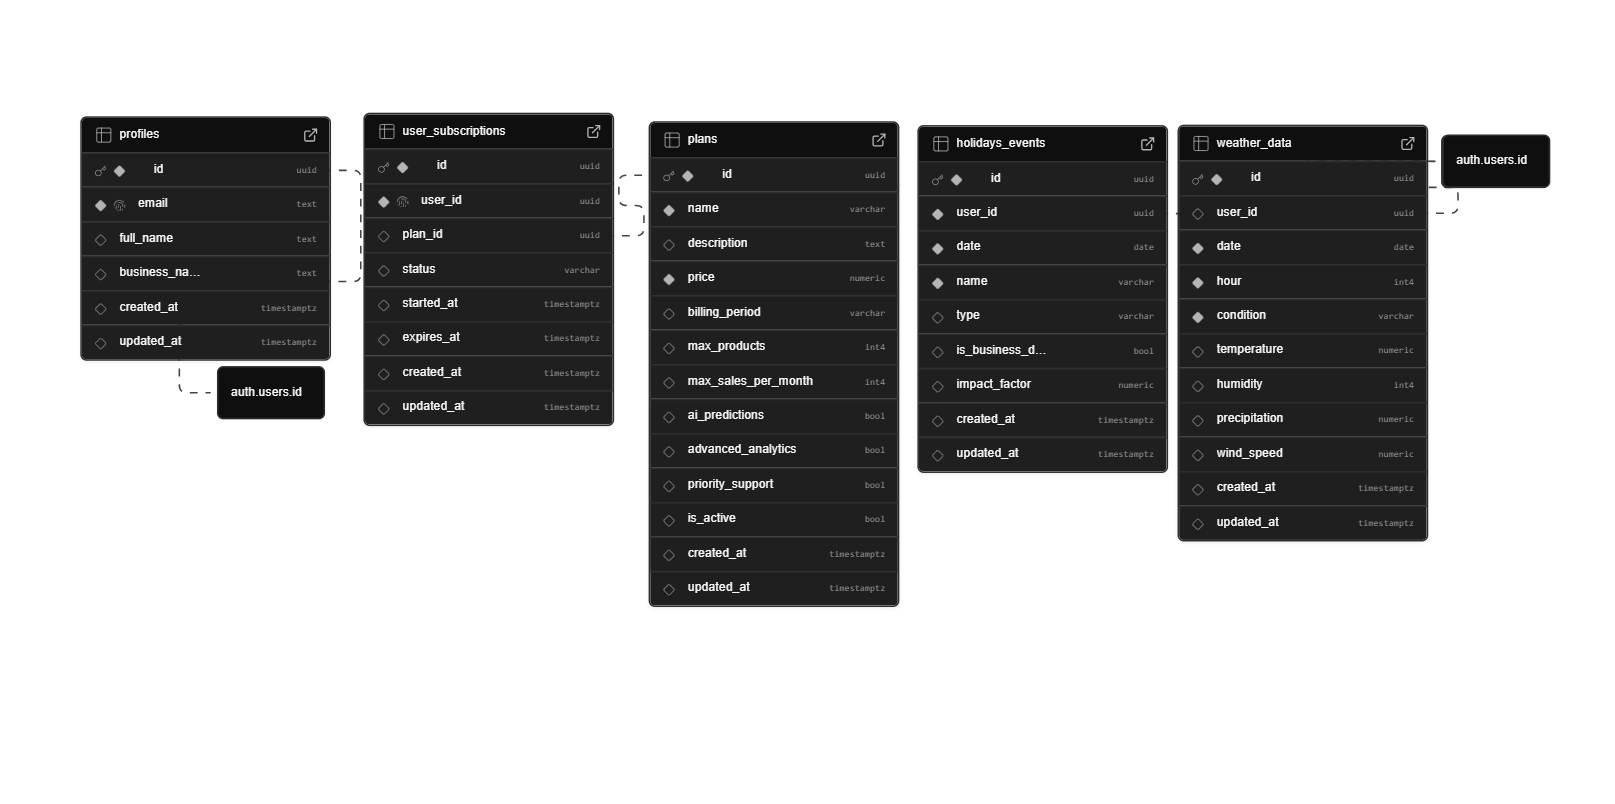 profiles
id uuid
email text
full_name text
business_na... text
created_at timestamptz
updated_at timestamptz
auth.users.id
user_subscriptions
id uuid
user_id uuid
plan_id uuid
status varchar
started_at timestamptz
expires_at timestamptz
created_at timestamptz
updated_at timestamptz
plans
id uuid
name varchar
description text
price numeric
billing_period varchar
max_products int4
max_sales_per_month int4
ai_predictions bool
advanced_analytics bool
priority_support bool
is_active bool
created_at timestamptz
updated_at timestamptz
holidays_events
id uuid
user_id uuid
date date
name varchar
type varchar
is_business_d... bool
impact_factor numeric
created_at timestamptz
updated_at timestamptz
weather_data
id uuid
user_id uuid
date date
hour int4
condition varchar
temperature numeric
humidity int4
precipitation numeric
wind_speed numeric
created_at timestamptz
updated_at timestamptz
auth.users.id